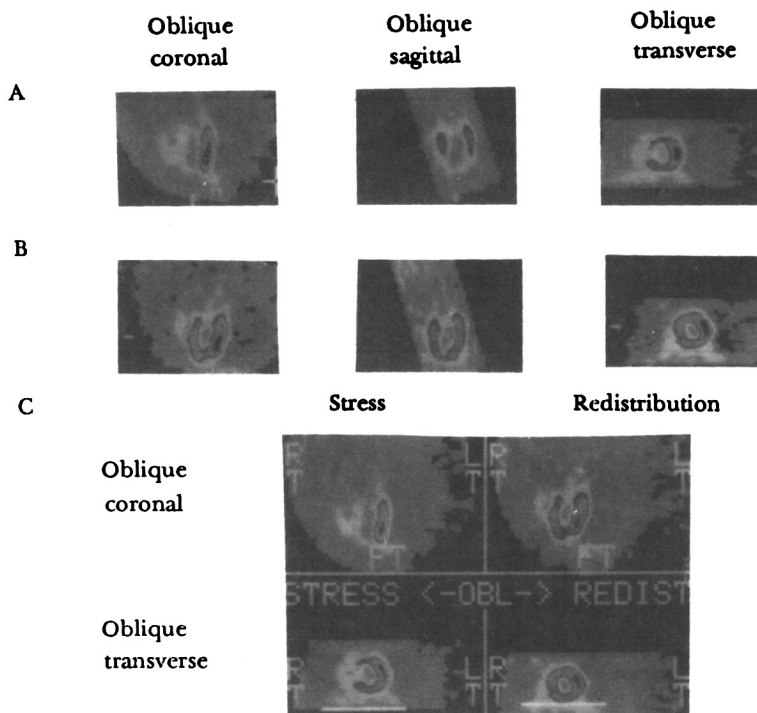 Oblique coronal
Oblique sagittal
Oblique transverse
A
B
C
Stress
Redistribution
Oblique coronal
R T
L T
R T
L T
PT
PT
STRESS <-OBL-> REDIST
Oblique transverse
R T
L T
R T
L T